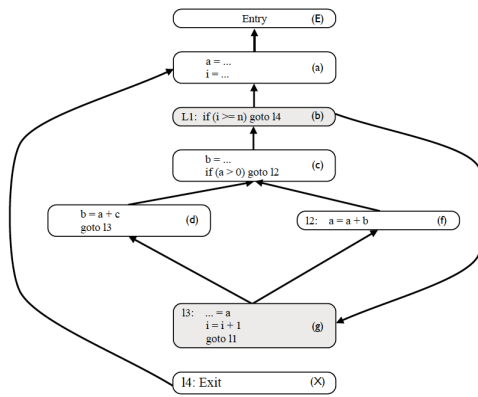 Entry (E)
a = ... (a)
i = ...
L1: if (i >= n) goto l4 (b)
b = ... (c)
if (a > 0) goto l2
b = a + c (d)
goto l3
l2: a = a + b (f)
l3: ... = a
i = i + 1 (g)
goto l1
l4: Exit (X)